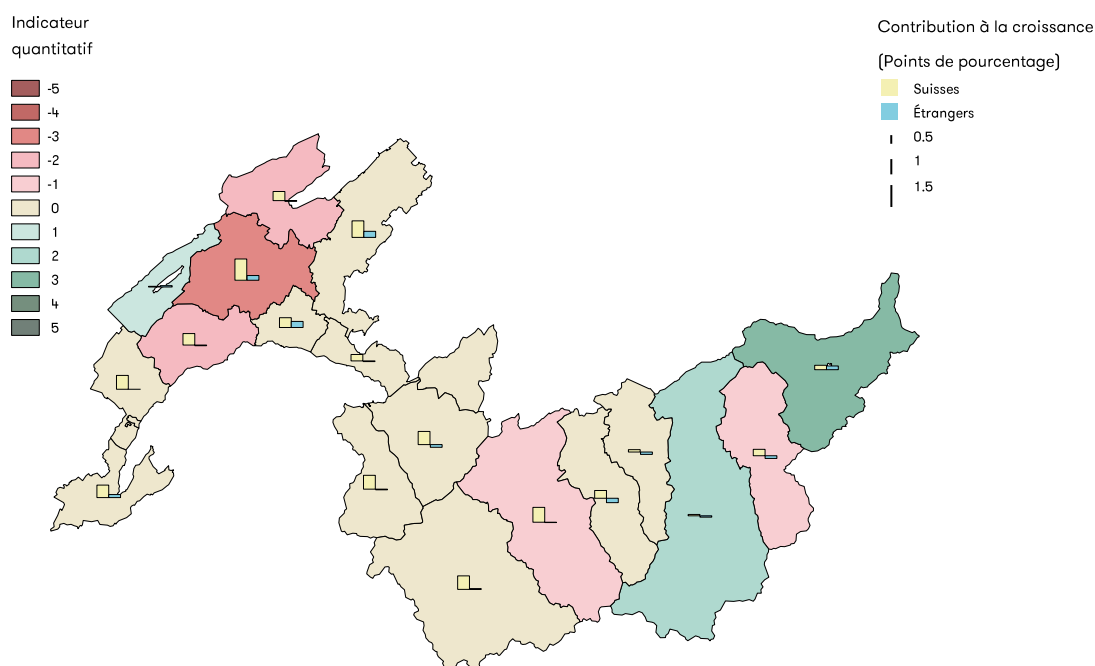 Indicateur
quantitatif
-5
-4
-3
-2
-1
0
1
2
3
4
5
Contribution à la croissance
(Points de pourcentage)
Suisses
Étrangers
0.5
1
1.5